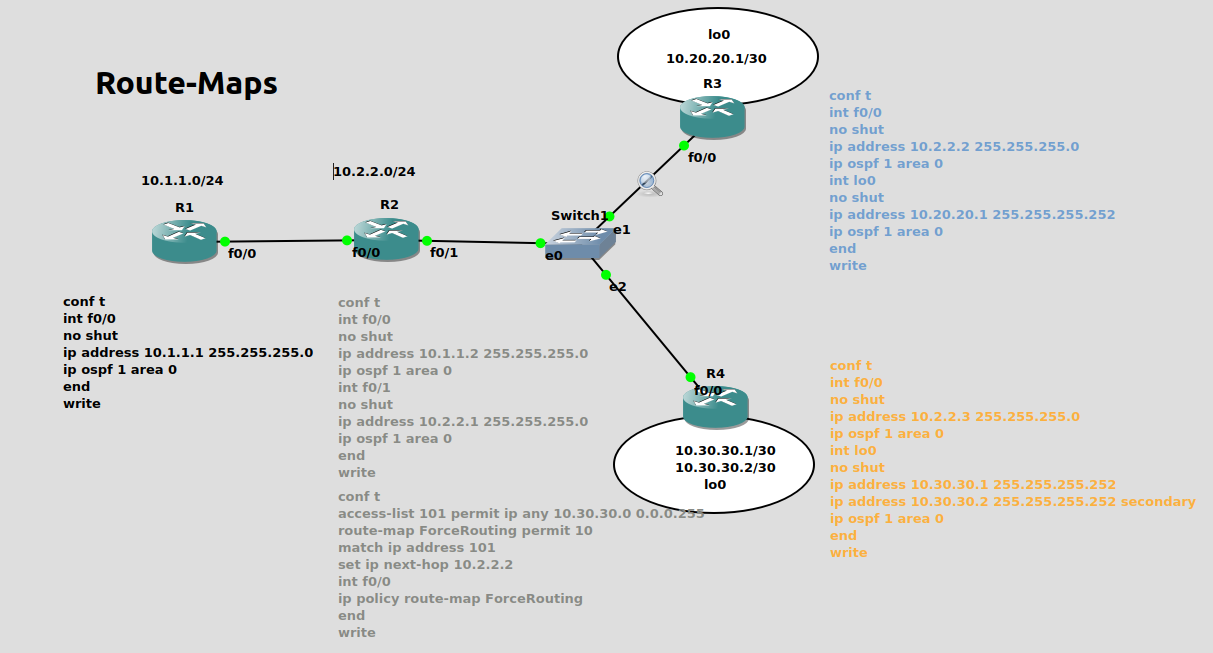 Route-Maps
lo0
10.20.20.1/30
R3
f0/0
10.1.1.0/24
R1
f0/0
10.2.2.0/24
R2
f0/0
f0/1
Switch1
e0
e1
e2
R4
f0/0
10.30.30.1/30
10.30.30.2/30
lo0
conf t
int f0/0
no shut
ip address 10.1.1.1 255.255.255.0
ip ospf 1 area 0
end
write
conf t
int f0/0
no shut
ip address 10.1.1.2 255.255.255.0
ip ospf 1 area 0
int f0/1
no shut
ip address 10.2.2.1 255.255.255.0
ip ospf 1 area 0
end
write
conf t
access-list 101 permit ip any 10.30.30.0 0.0.0.255
route-map ForceRouting permit 10
match ip address 101
set ip next-hop 10.2.2.2
int f0/0
ip policy route-map ForceRouting
end
write
conf t
int f0/0
no shut
ip address 10.2.2.2 255.255.255.0
ip ospf 1 area 0
int lo0
no shut
ip address 10.20.20.1 255.255.255.252
ip ospf 1 area 0
end
write
conf t
int f0/0
no shut
ip address 10.2.2.3 255.255.255.0
ip ospf 1 area 0
int lo0
no shut
ip address 10.30.30.1 255.255.255.252
ip address 10.30.30.2 255.255.255.252 secondary
ip ospf 1 area 0
end
write